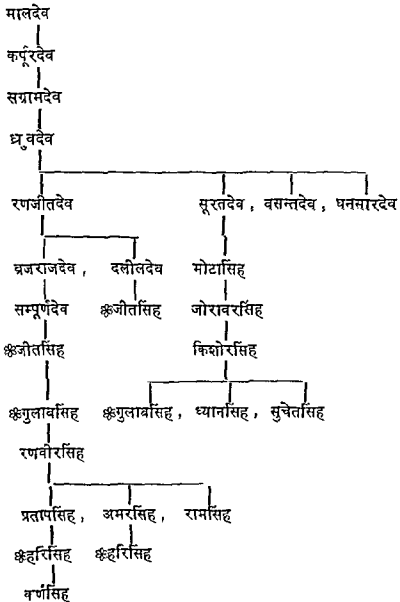 मालदेव
कर्पूरदेव
सग्रामदेव
ध्रुवदेव
रणजीतदेव सूरतदेव, वसन्तदेव, घनसारदेव
व्रजराजदेव, दलीलदेव मोटासिंह
सम्पूर्णदेव ❀जीतसिंह जोरावरसिंह
❀जीतसिंह किशोरसिंह
❀गुलाबसिंह ❀गुलाबसिंह, ध्यानसिंह, सुचेतसिंह
रणवीरसिंह
प्रतापसिंह, अमरसिंह, रामसिंह
❀हरिसिंह ❀हरिसिंह
कर्णसिंह